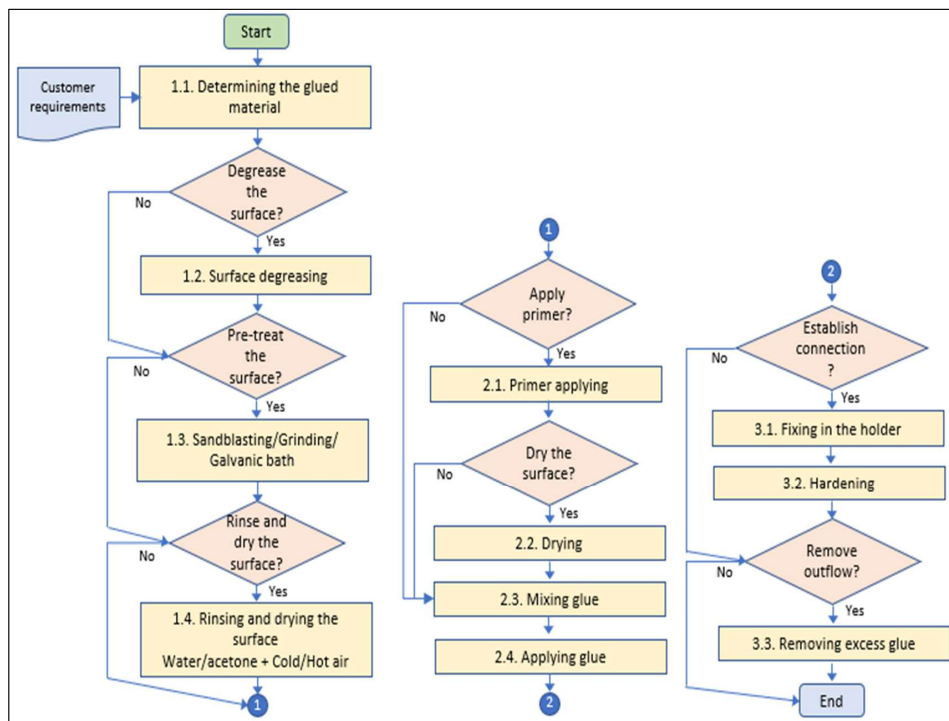 Start
Customer
requirements
1.1. Determining the glued
material
Degrease
the
surface?
No
Yes
1.2. Surface degreasing
Pre-treat
the
surface?
No
Yes
1.3. Sandblasting/Grinding/
Galvanic bath
Rinse and
dry the
surface?
No
Yes
1.4. Rinsing and drying the
surface
Water/acetone + Cold/Hot air
1
1
Apply
primer?
No
Yes
2.1. Primer applying
Dry the
surface?
No
Yes
2.2. Drying
2.3. Mixing glue
2.4. Applying glue
2
2
Establish
connection
?
No
Yes
3.1. Fixing in the holder
3.2. Hardening
Remove
outflow?
No
Yes
3.3. Removing excess glue
End